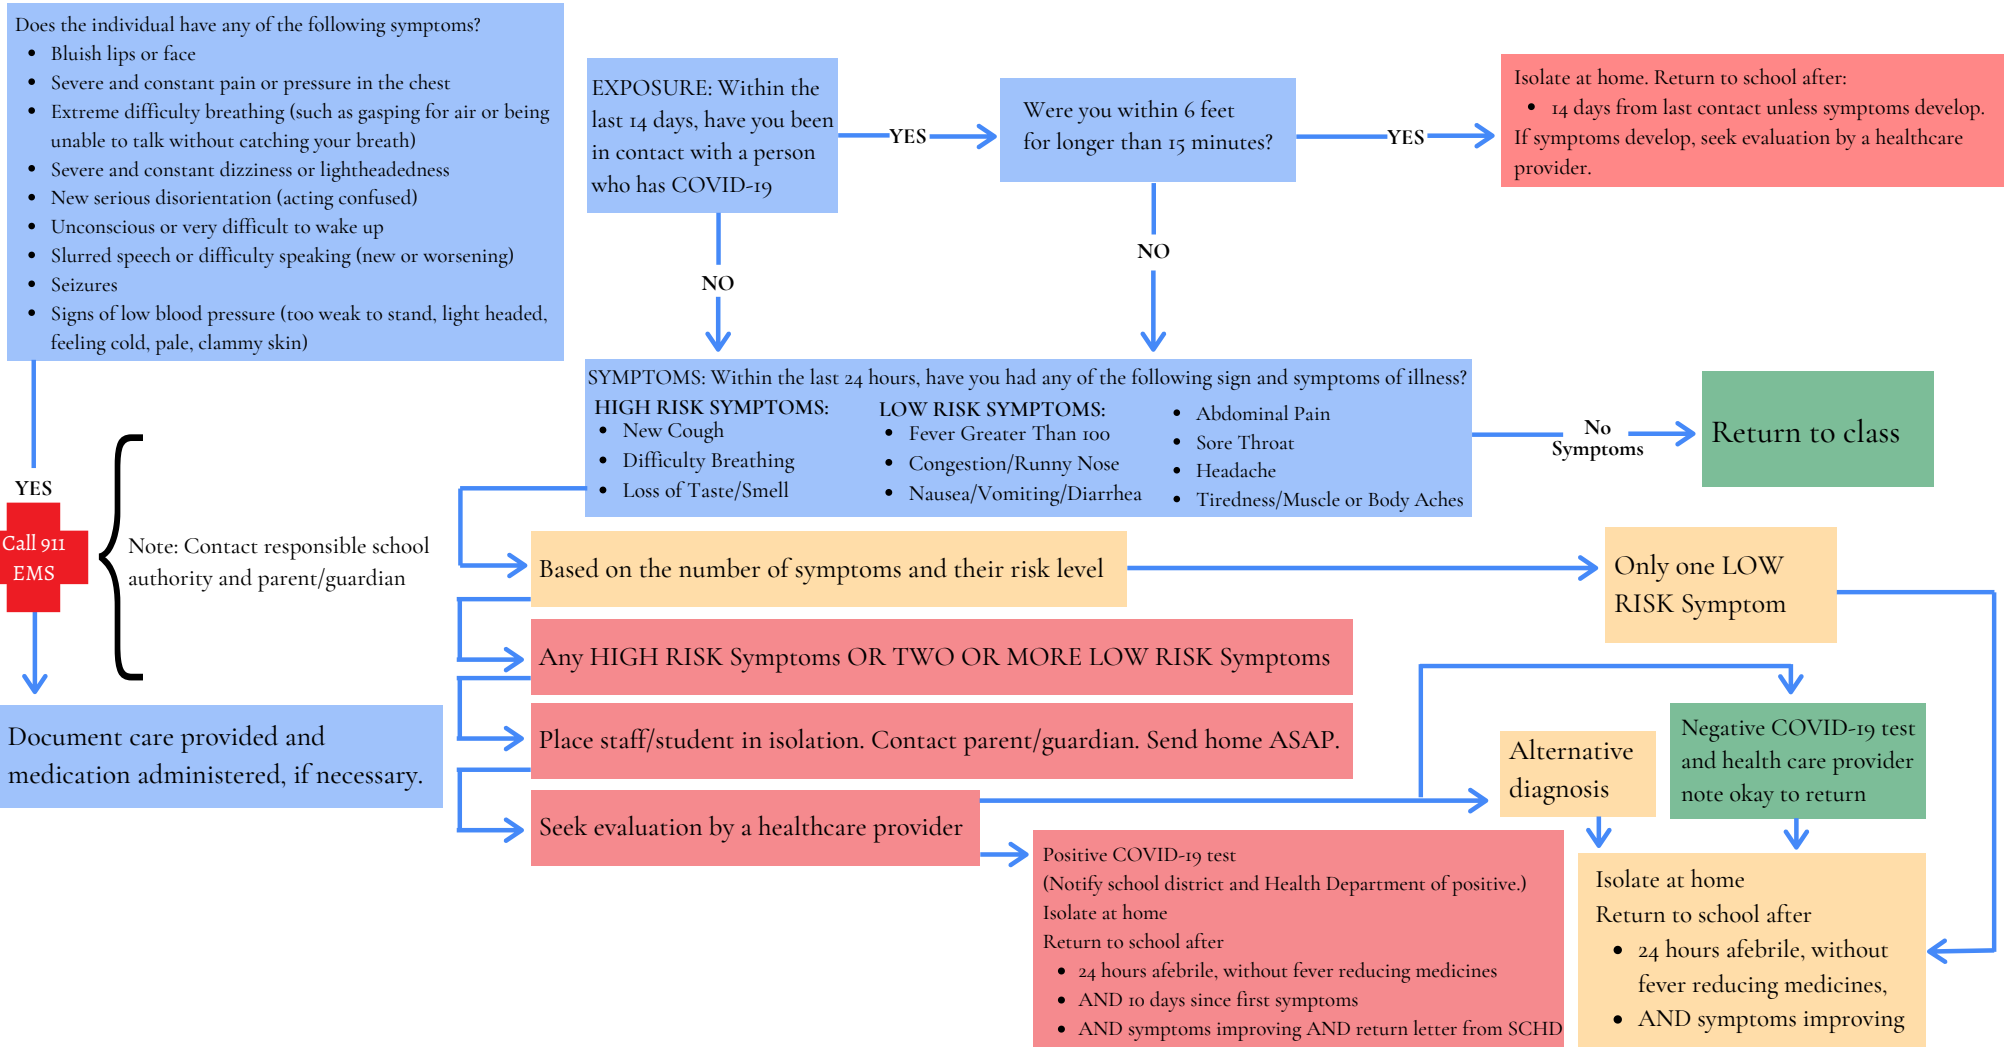 Does the individual have any of the following symptoms?
• Bluish lips or face
• Severe and constant pain or pressure in the chest
• Extreme difficulty breathing (such as gasping for air or being
unable to talk without catching your breath)
• Severe and constant dizziness or lightheadedness
• New serious disorientation (acting confused)
• Unconscious or very difficult to wake up
• Slurred speech or difficulty speaking (new or worsening)
• Seizures
• Signs of low blood pressure (too weak to stand, light headed,
feeling cold, pale, clammy skin)
YES
Call 911
EMS
Note: Contact responsible school
authority and parent/guardian
Document care provided and
medication administered, if necessary.
EXPOSURE: Within the
last 14 days, have you been
in contact with a person
who has COVID-19
YES
Were you within 6 feet
for longer than 15 minutes?
YES
Isolate at home. Return to school after:
• 14 days from last contact unless symptoms develop.
If symptoms develop, seek evaluation by a healthcare
provider.
NO
NO
SYMPTOMS: Within the last 24 hours, have you had any of the following sign and symptoms of illness?
HIGH RISK SYMPTOMS:
• New Cough
• Difficulty Breathing
• Loss of Taste/Smell
LOW RISK SYMPTOMS:
• Fever Greater Than 100
• Congestion/Runny Nose
• Nausea/Vomiting/Diarrhea
• Abdominal Pain
• Sore Throat
• Headache
• Tiredness/Muscle or Body Aches
No
Symptoms
Return to class
Based on the number of symptoms and their risk level
Only one LOW
RISK Symptom
Any HIGH RISK Symptoms OR TWO OR MORE LOW RISK Symptoms
Place staff/student in isolation. Contact parent/guardian. Send home ASAP.
Seek evaluation by a healthcare provider
Alternative
diagnosis
Negative COVID-19 test
and health care provider
note okay to return
Positive COVID-19 test
(Notify school district and Health Department of positive.)
Isolate at home
Return to school after
• 24 hours afebrile, without fever reducing medicines
• AND 10 days since first symptoms
• AND symptoms improving AND return letter from SCHD
Isolate at home
Return to school after
• 24 hours afebrile, without
fever reducing medicines,
• AND symptoms improving